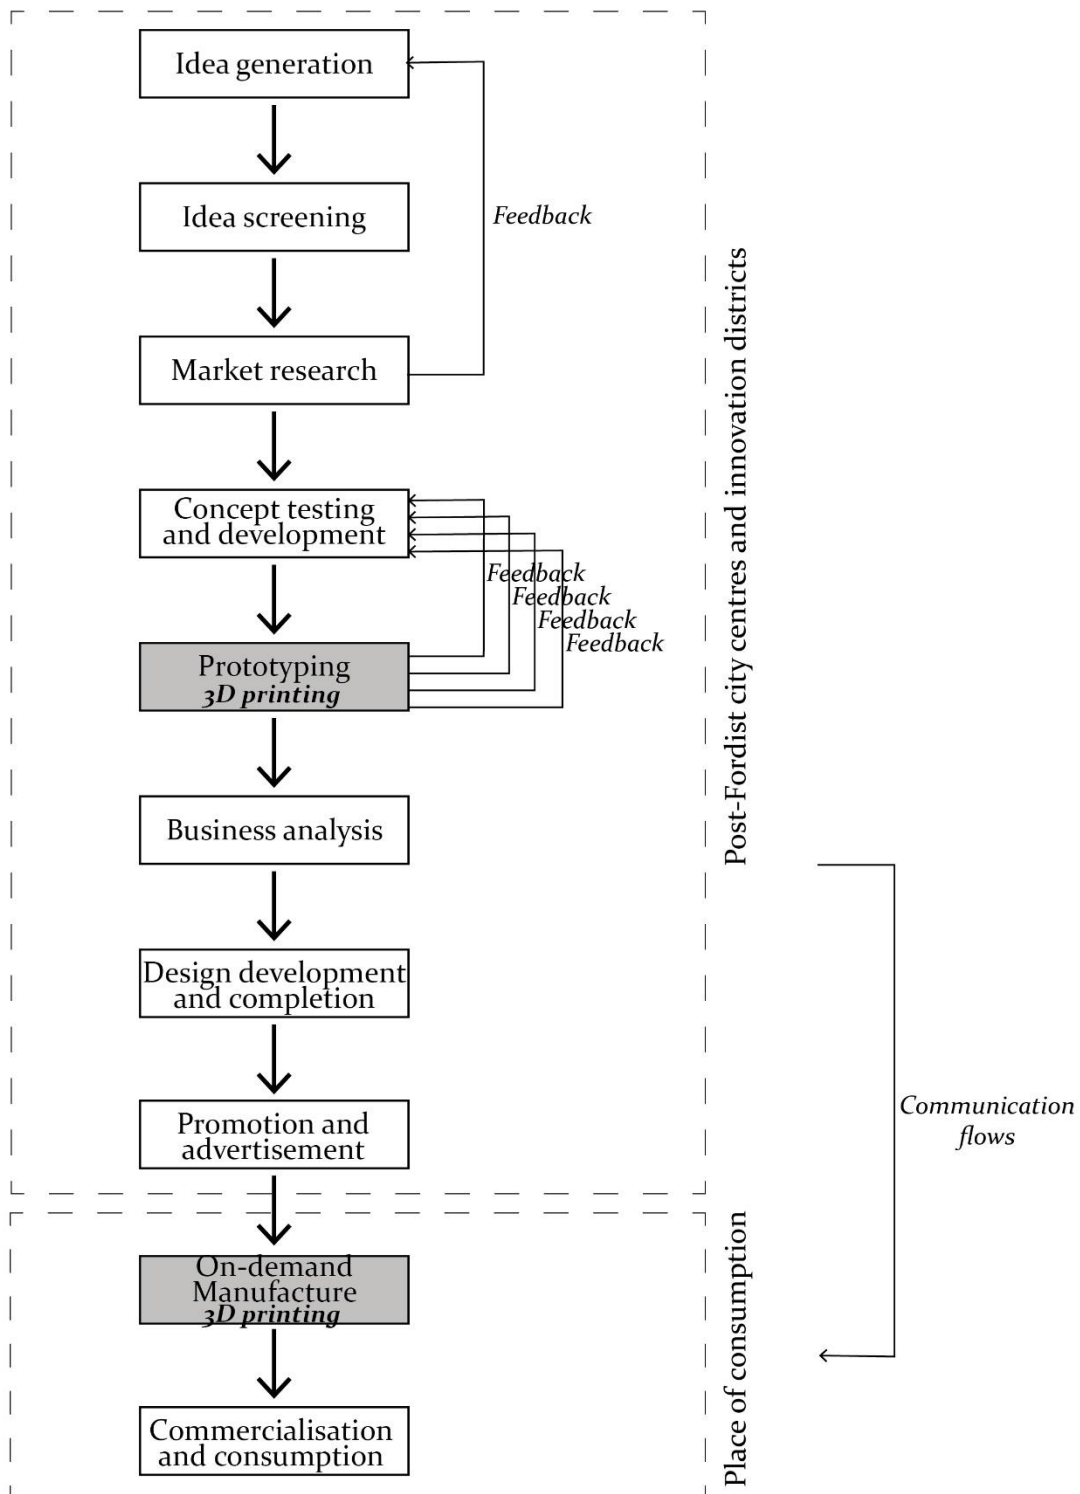 Idea generation
Idea screening
Feedback
Market research
Concept testing
and development
Feedback
Feedback
Feedback
Feedback
Prototyping
3D printing
Business analysis
Design development
and completion
Promotion and
advertisement
Post-Fordist city centres and innovation districts
Communication
flows
On-demand
Manufacture
3D printing
Commercialisation
and consumption
Place of consumption